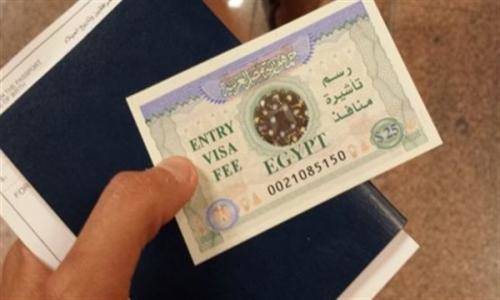 جمهورية مصر العربية
ENTRY
VISA
FEE
EGYPT
رسم
تأشيرة
منافذ
$ 25
0021085150